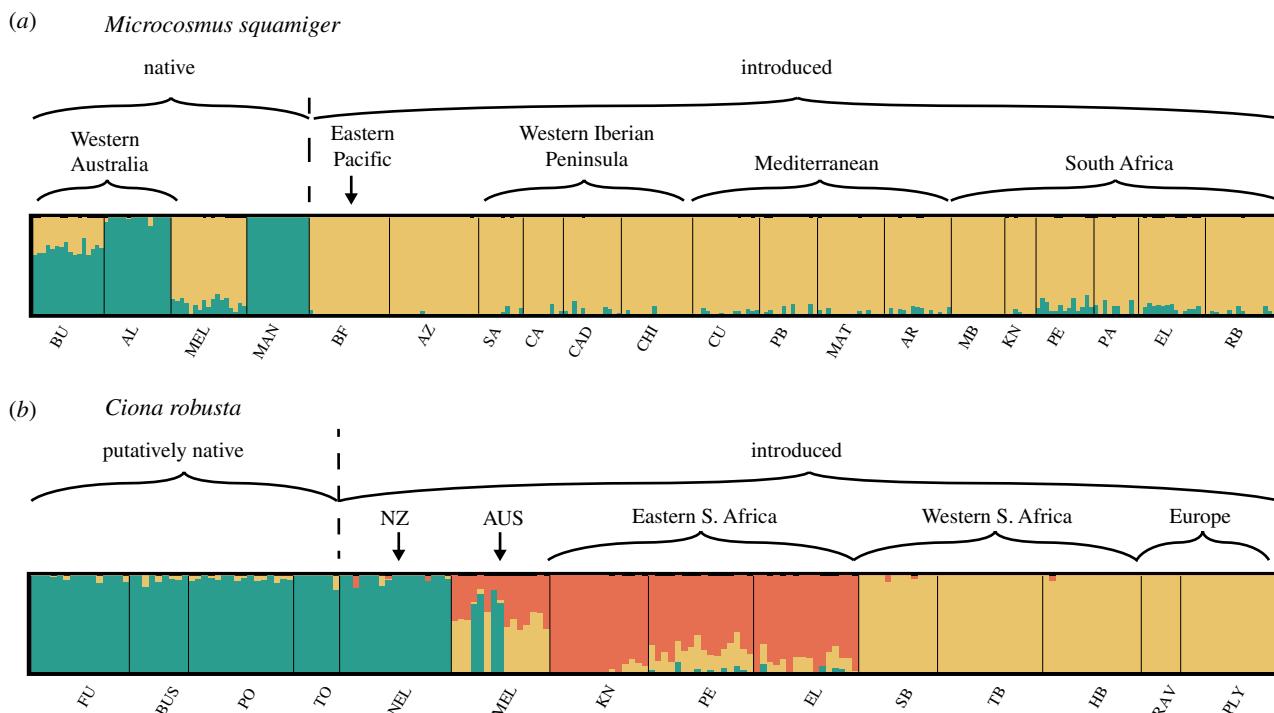 (a) Microcosmus squamiger
native introduced
Western Australia
Eastern Pacific
Western Iberian Peninsula
Mediterranean
South Africa
BU AL MEL MAN BF AZ SA CA CAD CHI CU PB MAT AR MB KN PE PA EL RB
(b) Ciona robusta
putatively native introduced
NZ AUS Eastern S. Africa Western S. Africa Europe
FU BUS PO TO NEL MEL KN PE EL SB TB HB RAV PLY